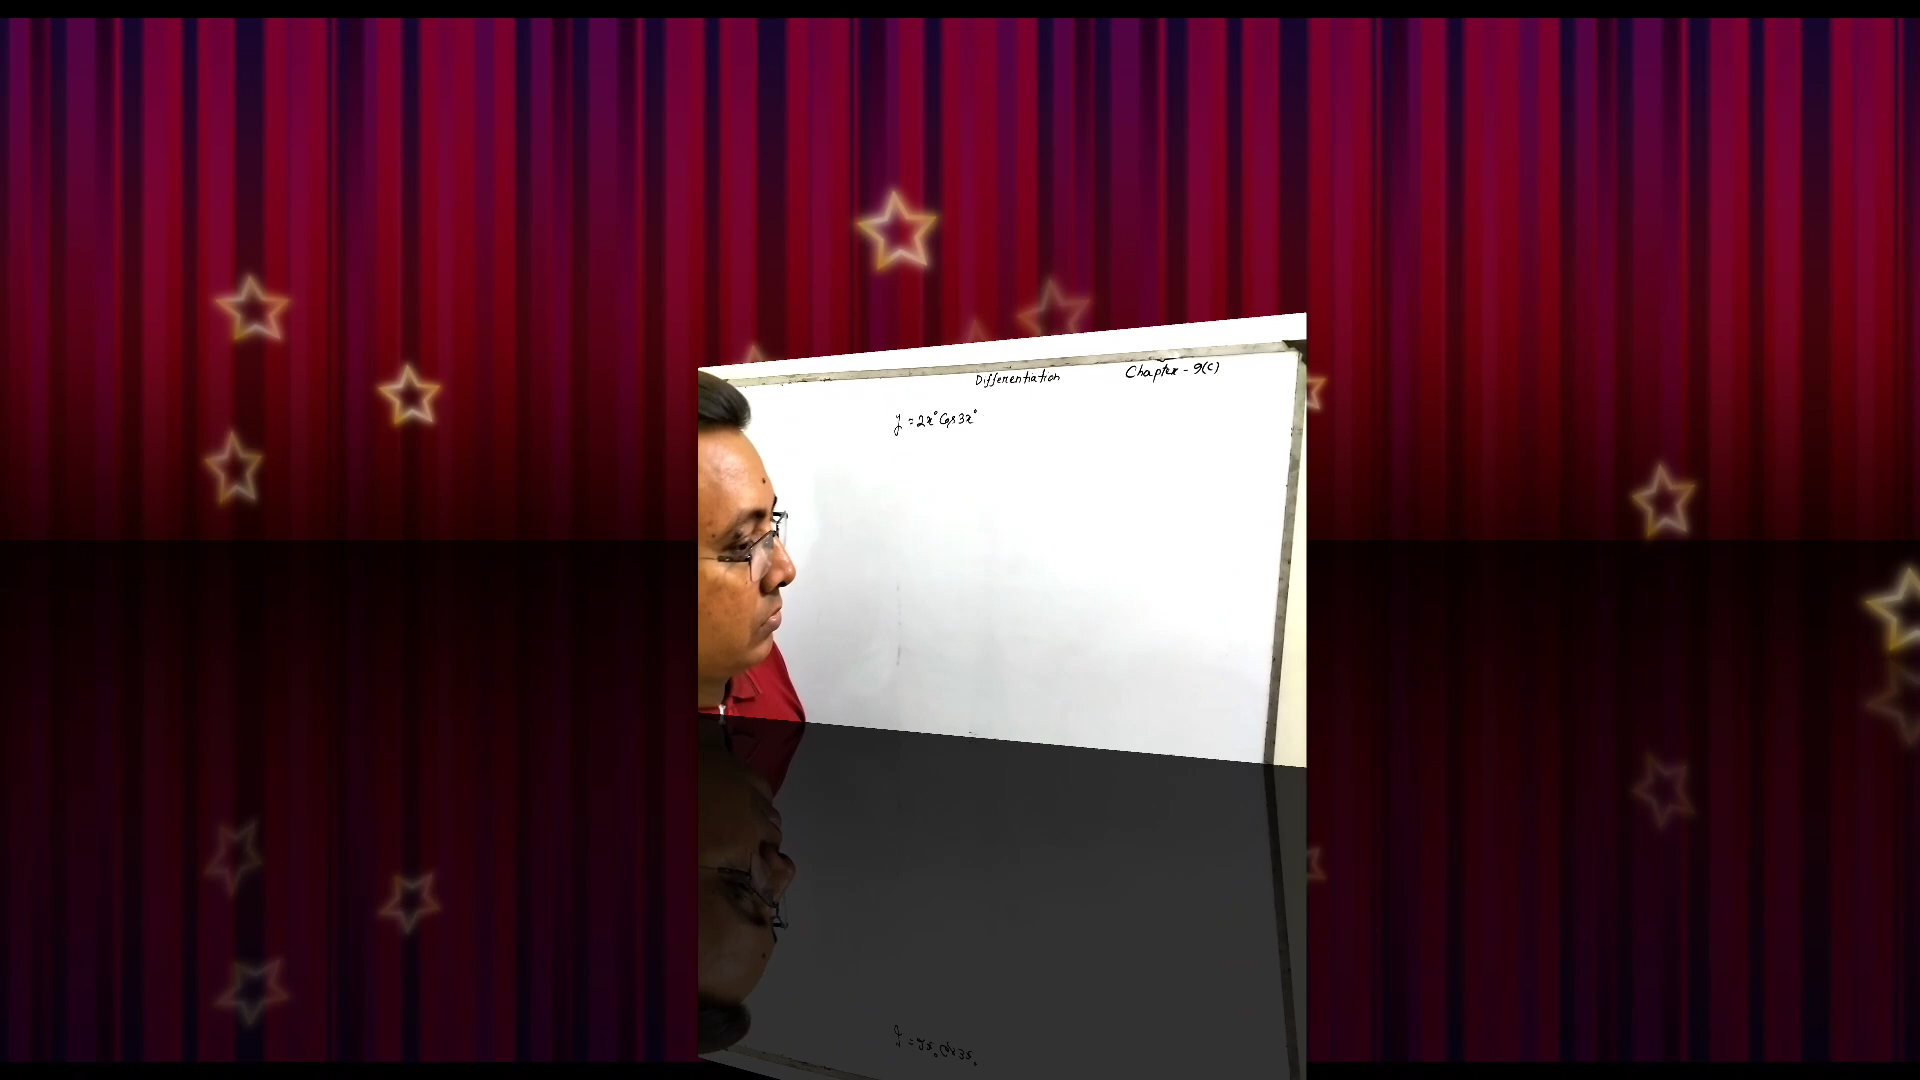 Differentiation
Chapter - 9(C)
y = 2x° Cos 3x°